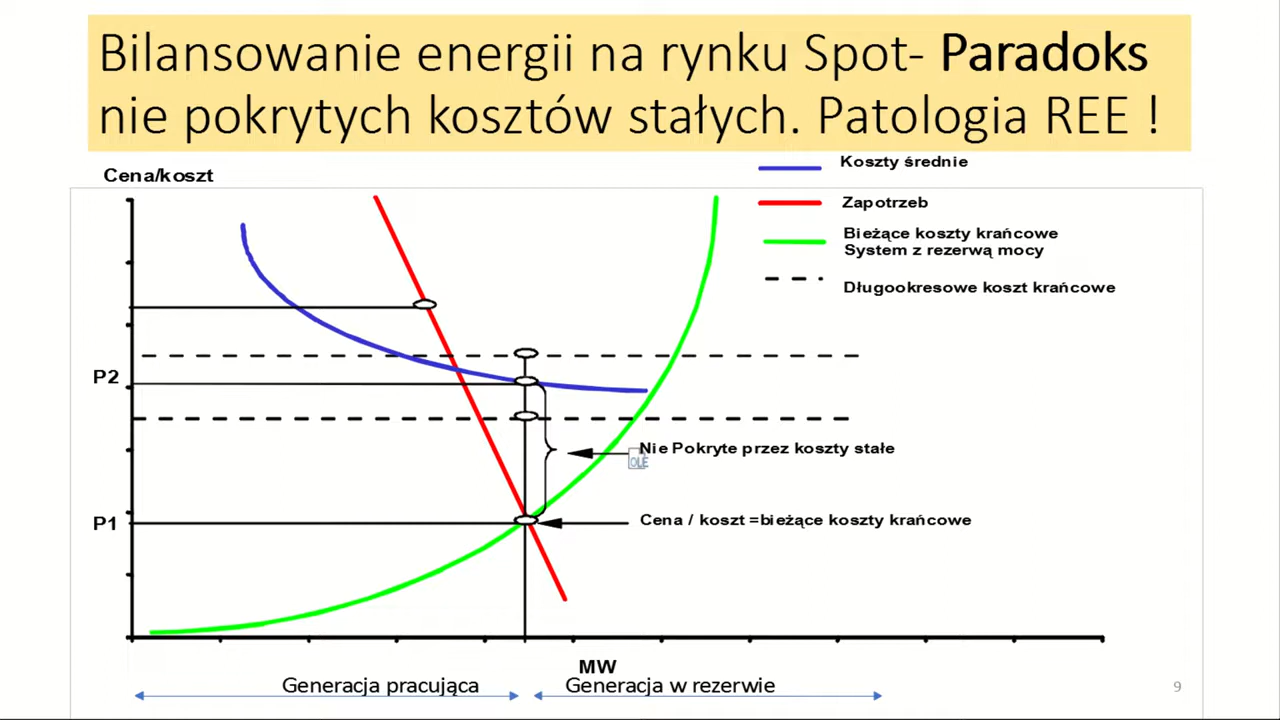 Bilansowanie energii na rynku Spot- Paradoks
nie pokrytych kosztów stałych. Patologia REE !
Cena/koszt
Koszty średnie
Zapotrzeb
Bieżące koszty krańcowe
System z rezerwą mocy
Długookresowe koszt krańcowe
P2
Nie Pokryte przez koszty stałe
OLE
P1
Cena / koszt =bieżące koszty krańcowe
MW
Generacja pracująca
Generacja w rezerwie
9